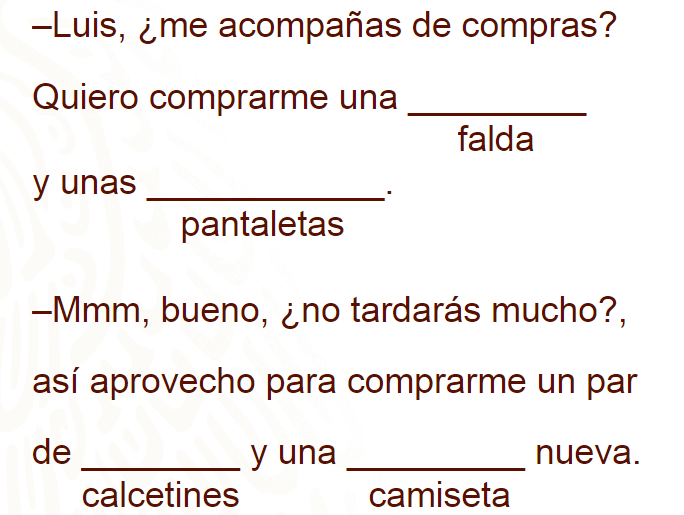 –Luis, ¿me acompañas de compras?
Quiero comprarme una _________
falda
y unas ____________.
pantaletas
–Mmm, bueno, ¿no tardarás mucho?,
así aprovecho para comprarme un par
de ________ y una _________ nueva.
calcetines camiseta